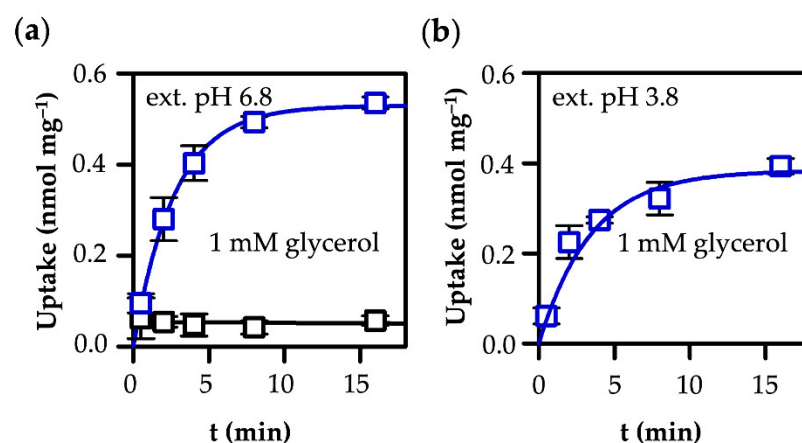 (a)
Uptake (nmol mg⁻¹)
0.6
0.4
0.2
0.0
ext. pH 6.8
1 mM glycerol
0 5 10 15
t (min)
(b)
Uptake (nmol mg⁻¹)
0.6
0.4
0.2
0.0
ext. pH 3.8
1 mM glycerol
0 5 10 15
t (min)